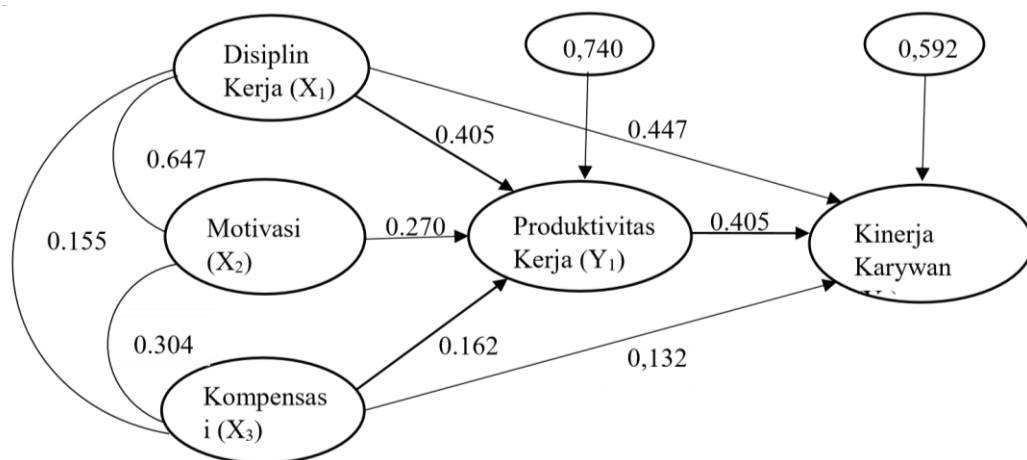 Disiplin
Kerja (X₁)
0,740
0,592
0.405
0.447
0.647
0.155
Motivasi
(X₂)
0.270
Produktivitas
Kerja (Y₁)
0.405
Kinerja
Karywan
0.304
0.162
0,132
Kompensas
i (X₃)